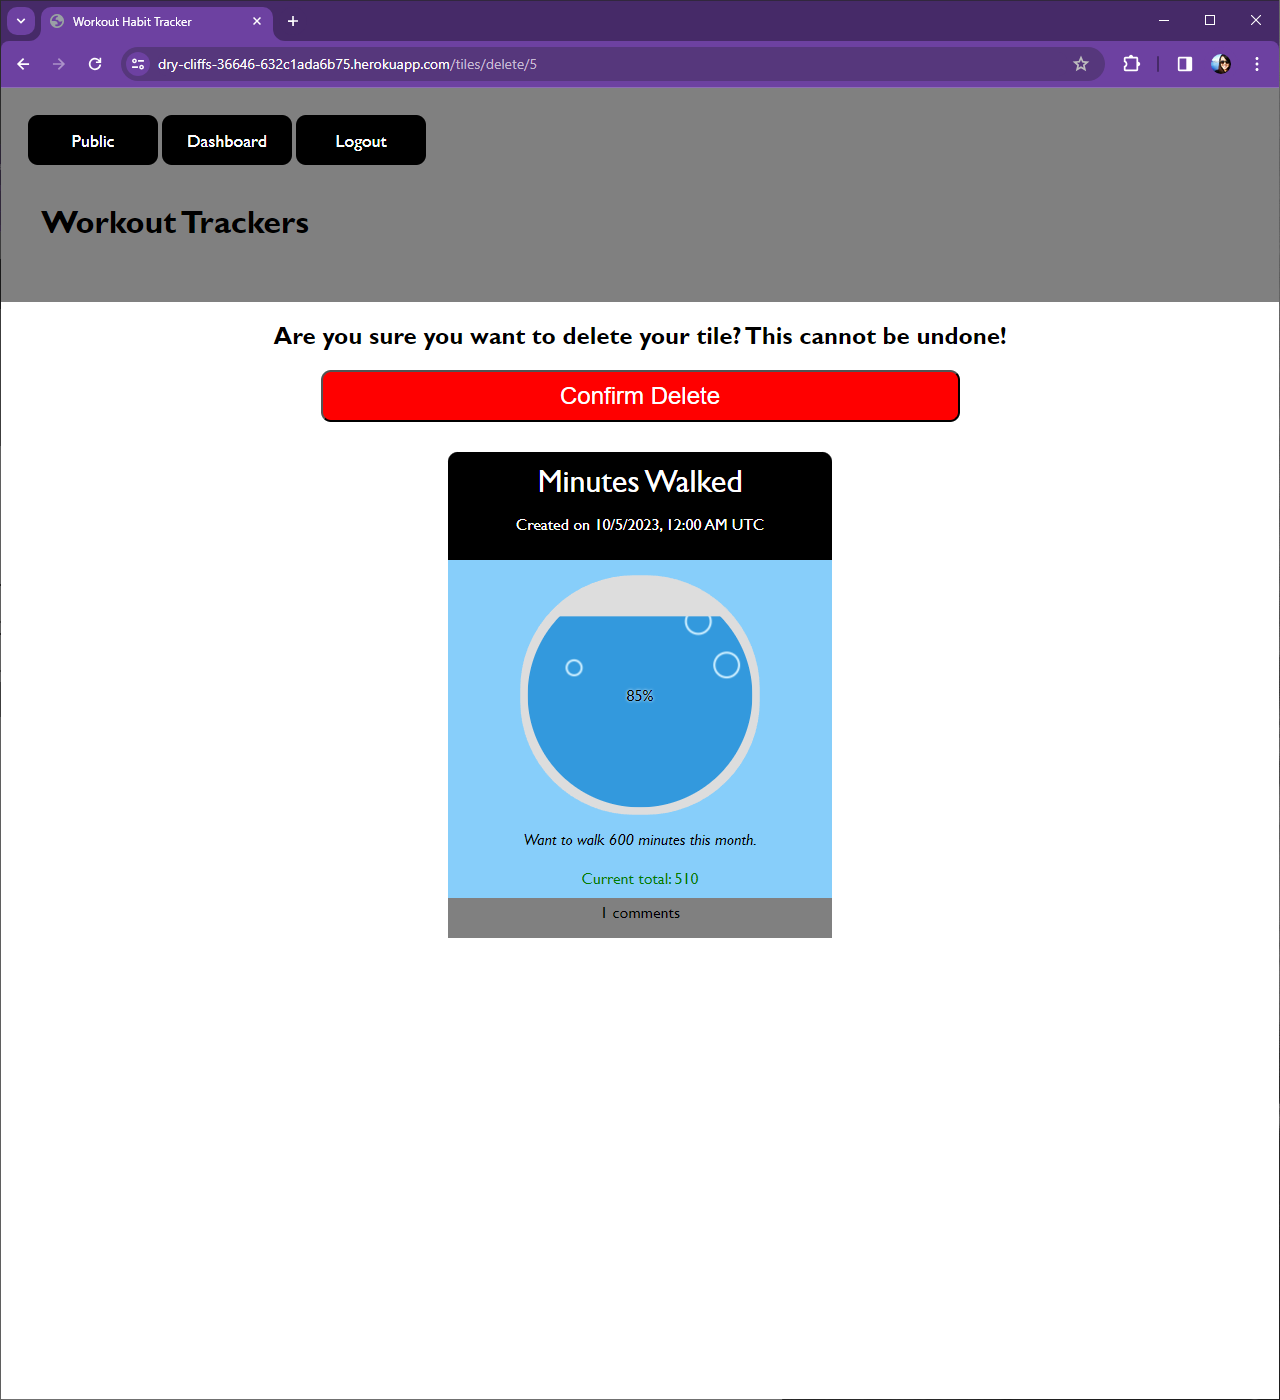 Workout Habit Tracker
dry-cliffs-36646-632c1ada6b75.herokuapp.com/tiles/delete/5
Public
Dashboard
Logout
Workout Trackers
Are you sure you want to delete your tile? This cannot be undone!
Confirm Delete
Minutes Walked
Created on 10/5/2023, 12:00 AM UTC
85%
Want to walk 600 minutes this month.
Current total: 510
1 comments